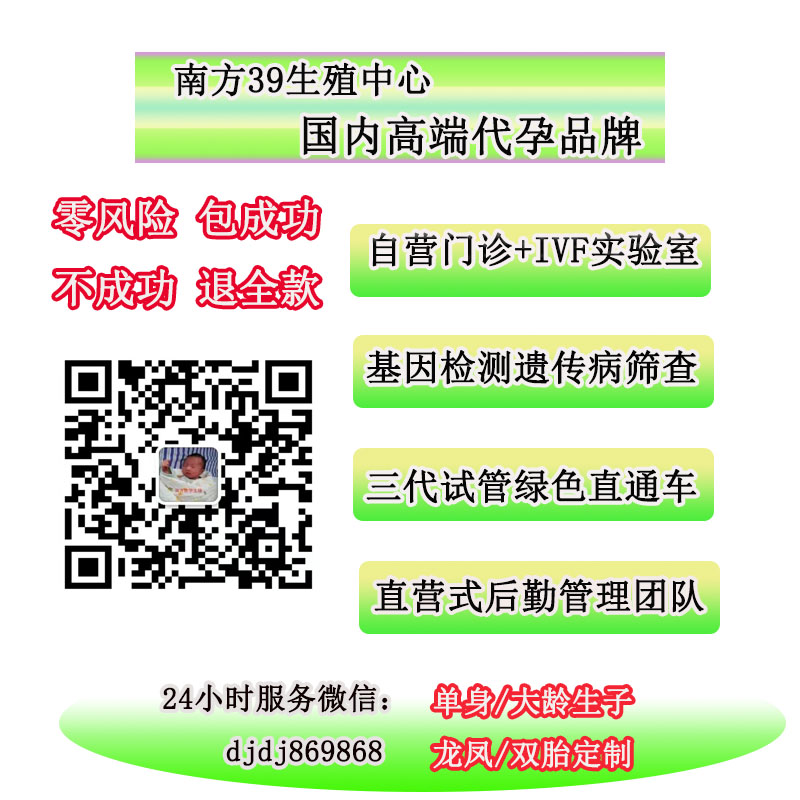 南方39生殖中心
国内高端代孕品牌
零风险 包成功
不成功 退全款
自营门诊+IVF实验室
基因检测遗传病筛查
三代试管绿色直通车
直营式后勤管理团队
24小时服务微信：
djdj869868
单身/大龄生子
龙凤/双胎定制